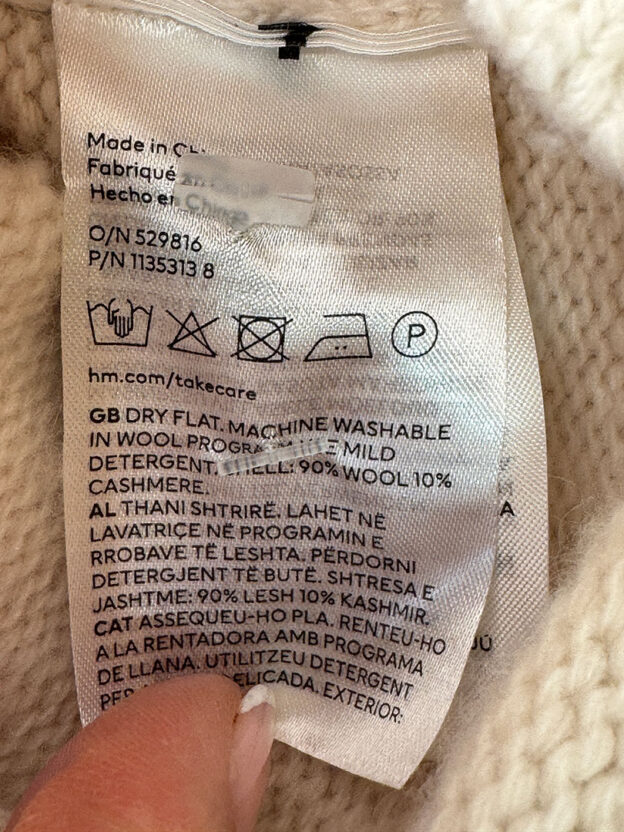 Made in
Fabriqué en
Hecho en China
O/N 529816
P/N 1135313 8
P
hm.com/takecare
GB DRY FLAT. MACHINE WASHABLE
IN WOOL MILD
DETERGENT. SHELL: 90% WOOL 10%
CASHMERE.
AL THANI SHTRIRË. LAHET NË
LAVATRIÇE NË PROGRAMIN E
RROBAVE TË LESHTA. PËRDORNI
DETERGJENT TË BUTË. SHTRESA E
JASHTME: 90% LESH 10% KASHMIR.
CAT ASSEQUEU-HO PLA. RENTEU-HO
A LA RENTADORA AMB PROGRAMA
DE LLANA. UTILITZEU DETERGENT
EXTERIOR: